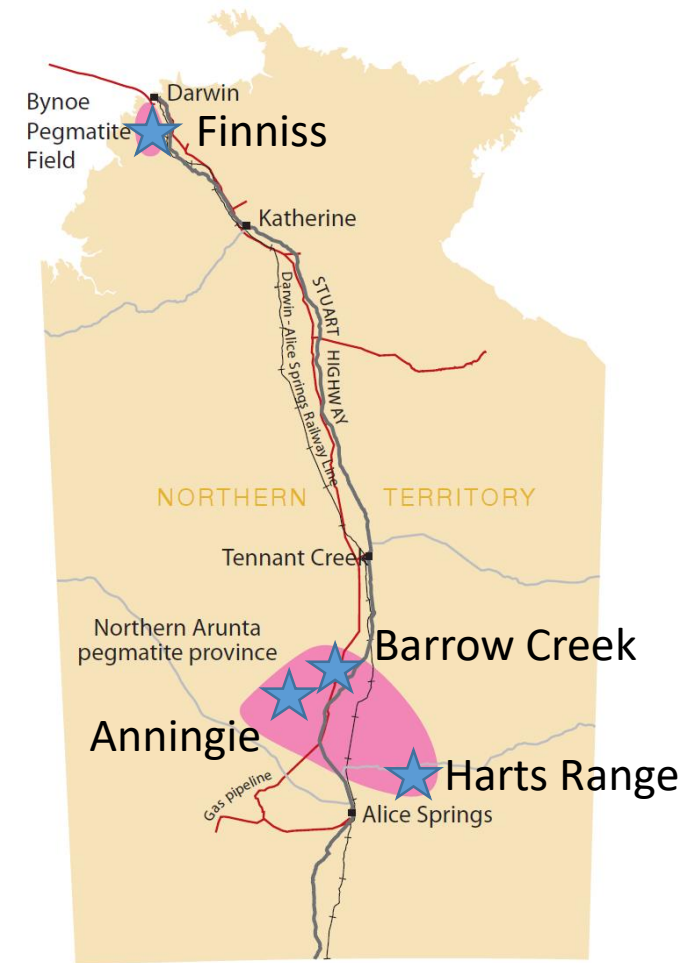 Darwin
Bynoe
Pegmatite
Field
Finniss
Katherine
STUART HIGHWAY
Darwin - Alice Springs Railway Line
NORTHERN TERRITORY
Tennant Creek
Northern Arunta
pegmatite province
Barrow Creek
Anningie
Harts Range
Gas pipeline
Alice Springs